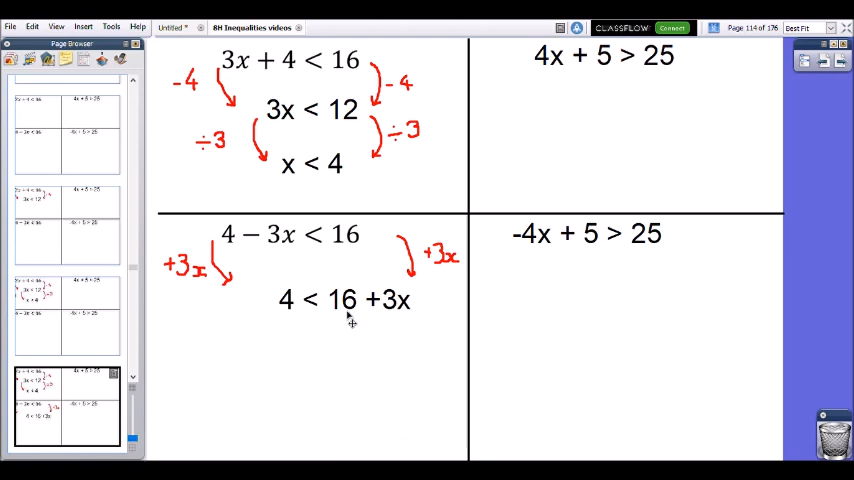 File Edit View Insert Tools Help
Untitled *
8H Inequalities videos
CLASSFLOW Connect
Page 114 of 176
Best Fit
Page Browser
3x + 4 < 16
-4
-4
3x < 12
÷3
÷3
x < 4
4x + 5 > 25
4 − 3x < 16
+3x
+3x
4 < 16 +3x
-4x + 5 > 25